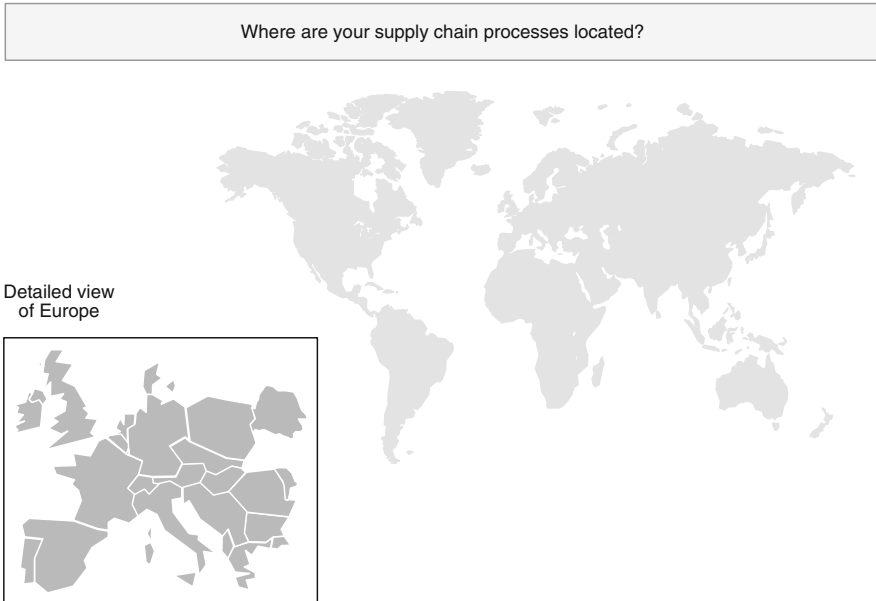 Where are your supply chain processes located?
Detailed view
of Europe